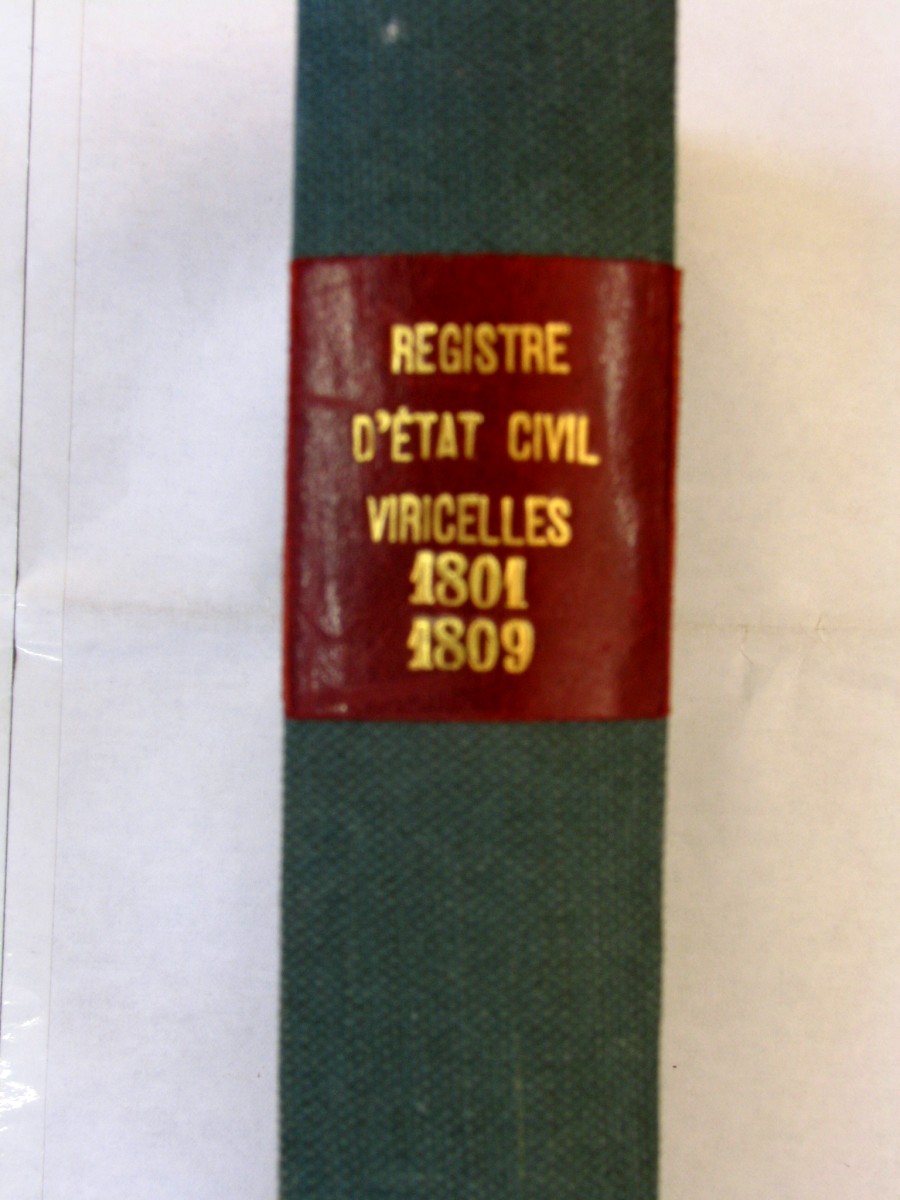 REGISTRE
D'ÉTAT CIVIL
VIRICELLES
1801
1809